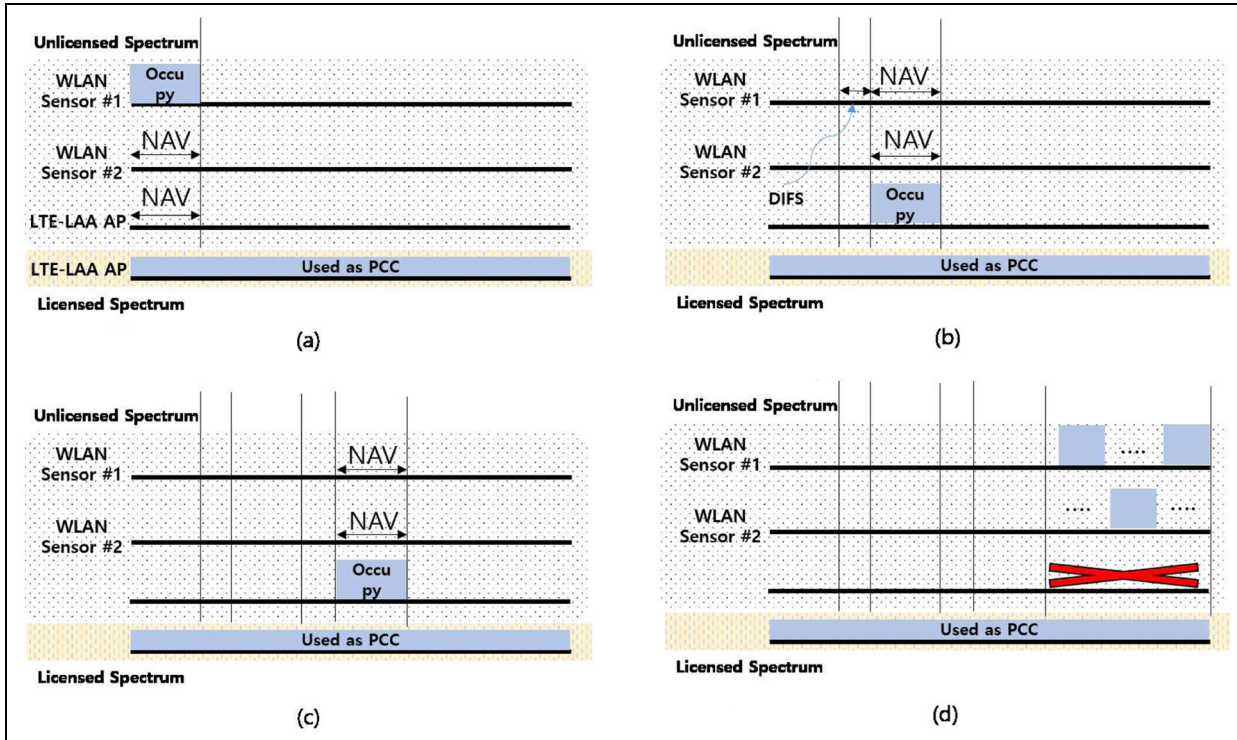 Unlicensed Spectrum
WLAN
Sensor #1
Occu
py
WLAN
Sensor #2
NAV
NAV
LTE-LAA AP
LTE-LAA AP
Used as PCC
Licensed Spectrum
(a)
Unlicensed Spectrum
WLAN
Sensor #1
NAV
WLAN
Sensor #2
NAV
DIFS
Occu
py
Used as PCC
Licensed Spectrum
(b)
Unlicensed Spectrum
WLAN
Sensor #1
NAV
WLAN
Sensor #2
NAV
Occu
py
Used as PCC
Licensed Spectrum
(c)
Unlicensed Spectrum
WLAN
Sensor #1
....
WLAN
Sensor #2
.... ....
Used as PCC
Licensed Spectrum
(d)